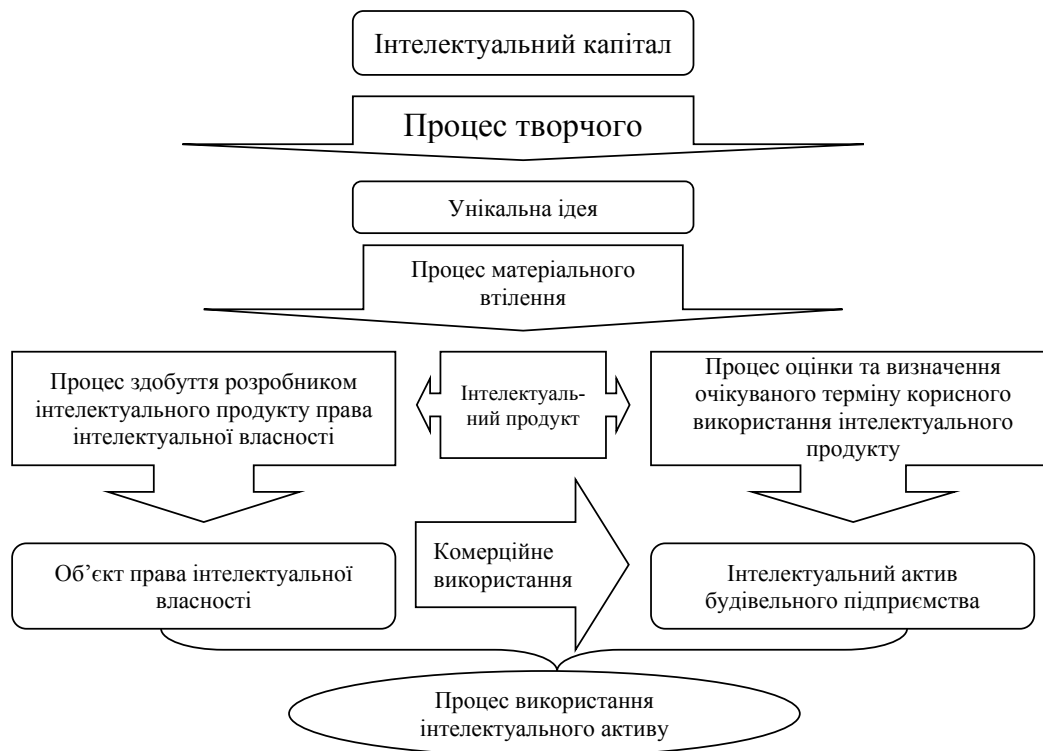 Інтелектуальний капітал
Процес творчого
Унікальна ідея
Процес матеріального
втілення
Процес здобуття розробником
інтелектуального продукту права
інтелектуальної власності
Інтелектуаль-
ний продукт
Процес оцінки та визначення
очікуваного терміну корисного
використання інтелектуального
продукту
Об’єкт права інтелектуальної
власності
Комерційне
використання
Інтелектуальний актив
будівельного підприємства
Процес використання
інтелектуального активу